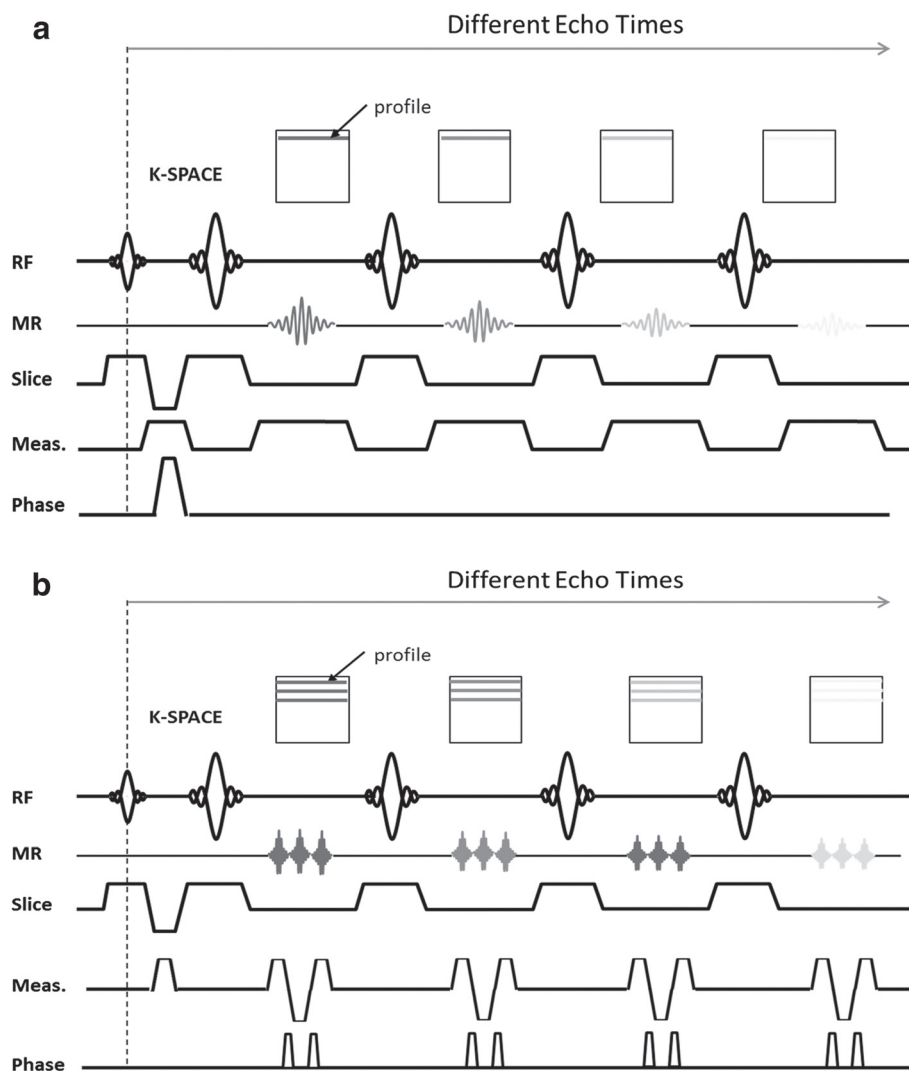 a
Different Echo Times
profile
K-SPACE
RF
MR
Slice
Meas.
Phase
b
Different Echo Times
profile
K-SPACE
RF
MR
Slice
Meas.
Phase